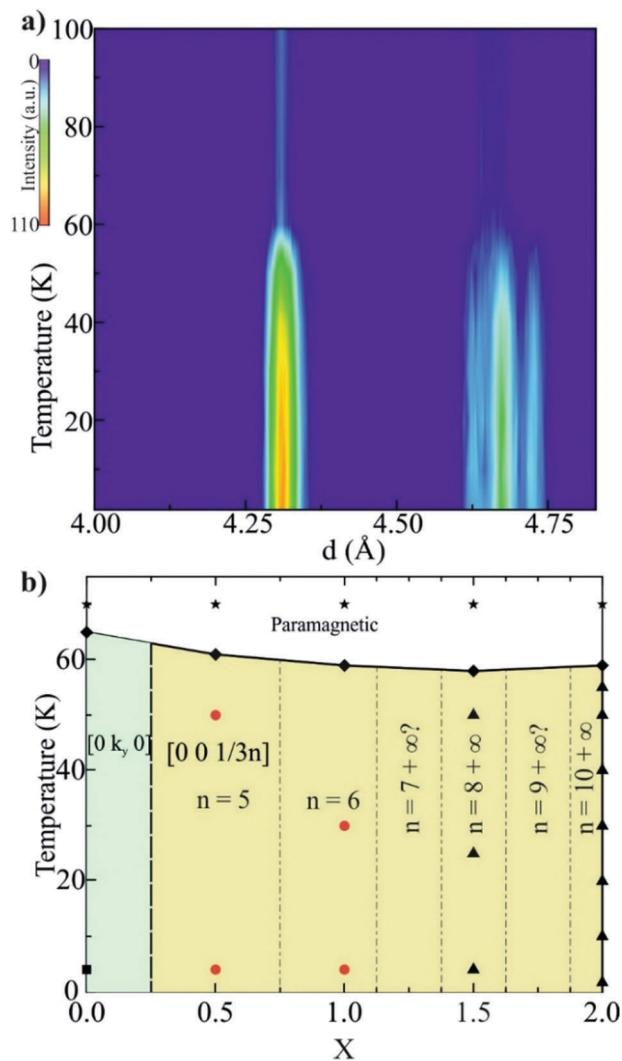 a)
100
80
60
40
20
Temperature (K)
0
Intensity (a.u.)
110
4.00
4.25
4.50
4.75
d (Å)
b)
Paramagnetic
60
40
20
0
Temperature (K)
[0 k_y 0]
[0 0 1/3n]
n = 5
n = 6
n = 7 + ∞?
n = 8 + ∞
n = 9 + ∞?
n = 10 + ∞
0.0
0.5
1.0
1.5
2.0
X